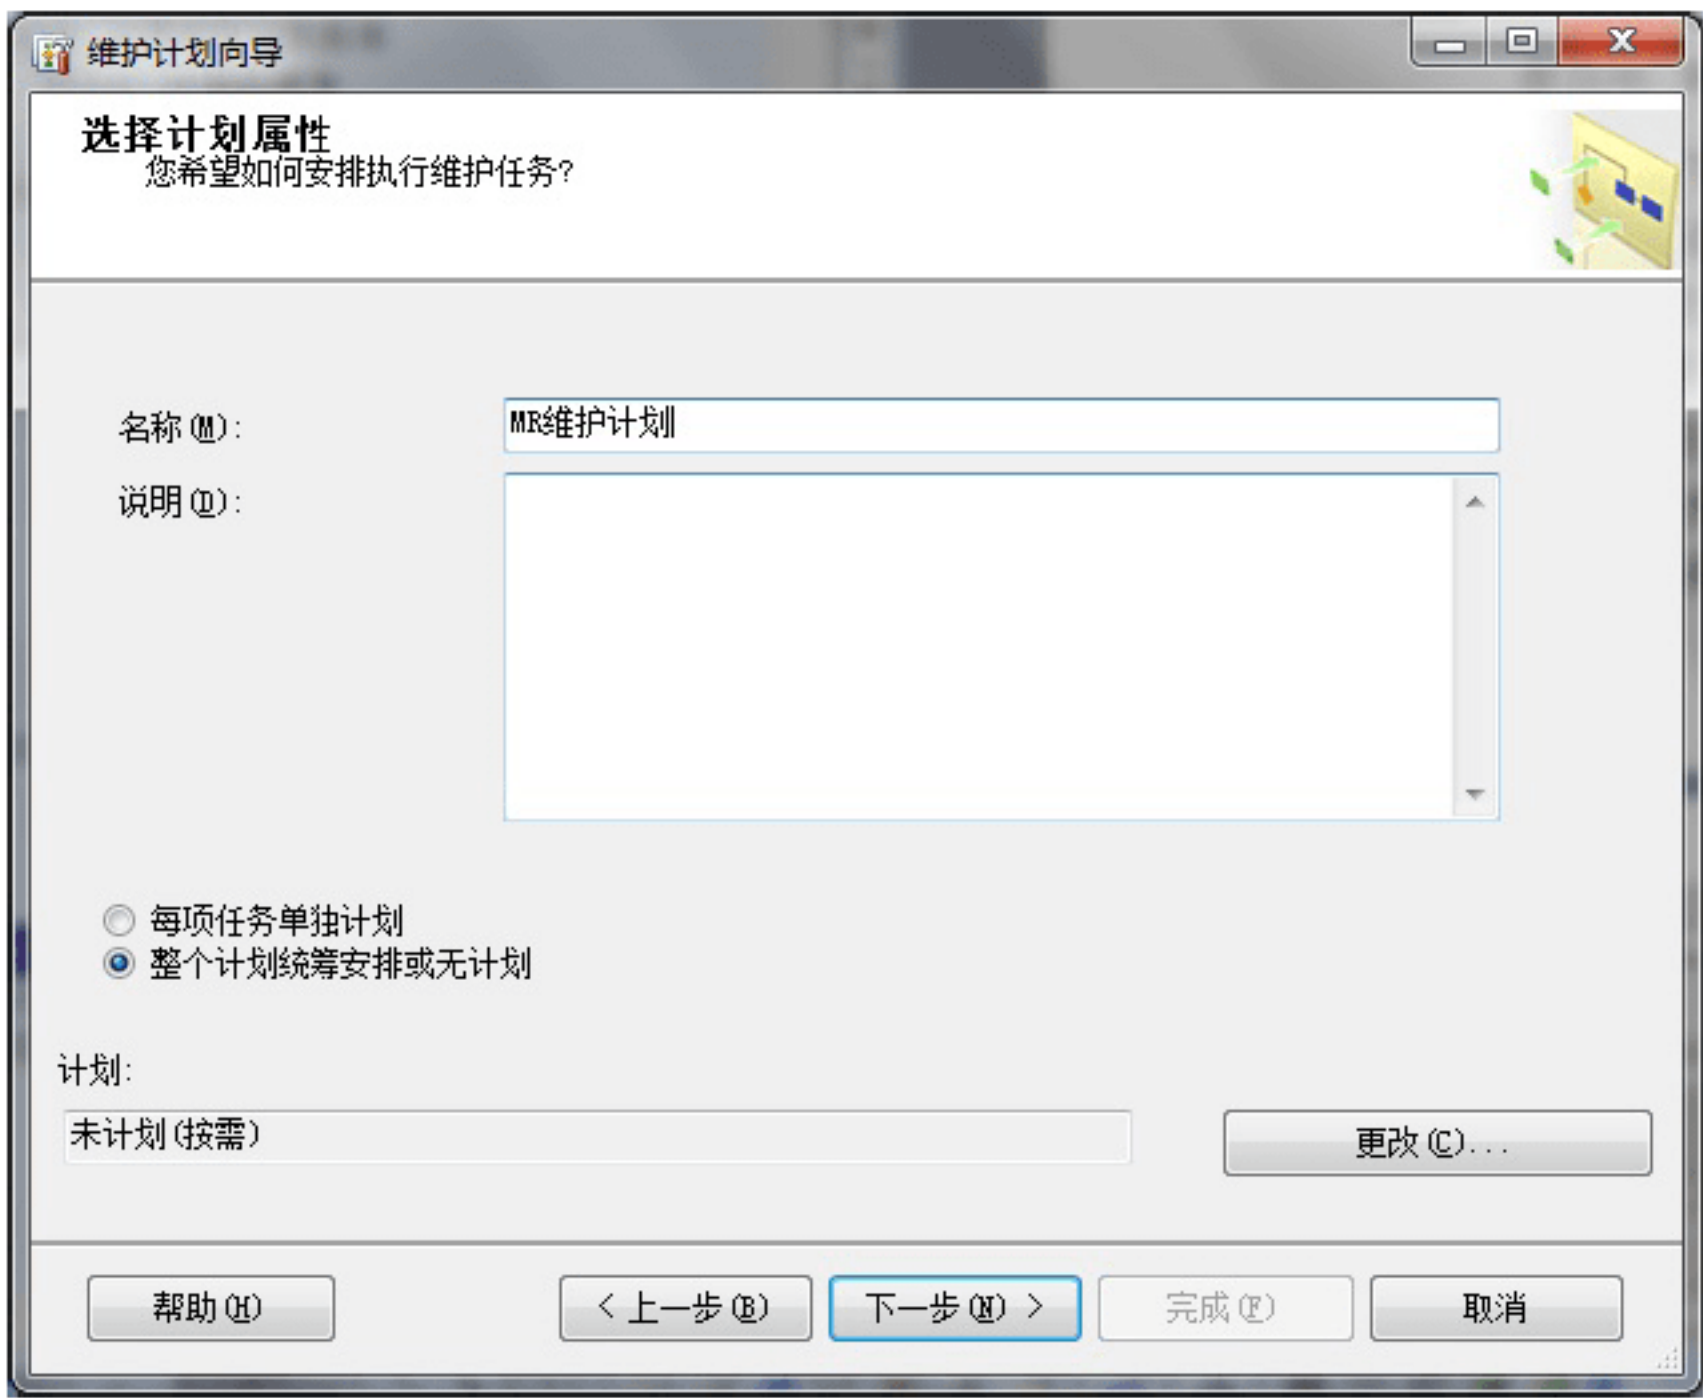 维护计划向导
选择计划属性
您希望如何安排执行维护任务?
名称(M):
MR维护计划
说明(D):
每项任务单独计划
整个计划统筹安排或无计划
计划:
未计划(按需)
更改(C)...
帮助(H)
< 上一步(B)
下一步(N) >
完成(F)
取消